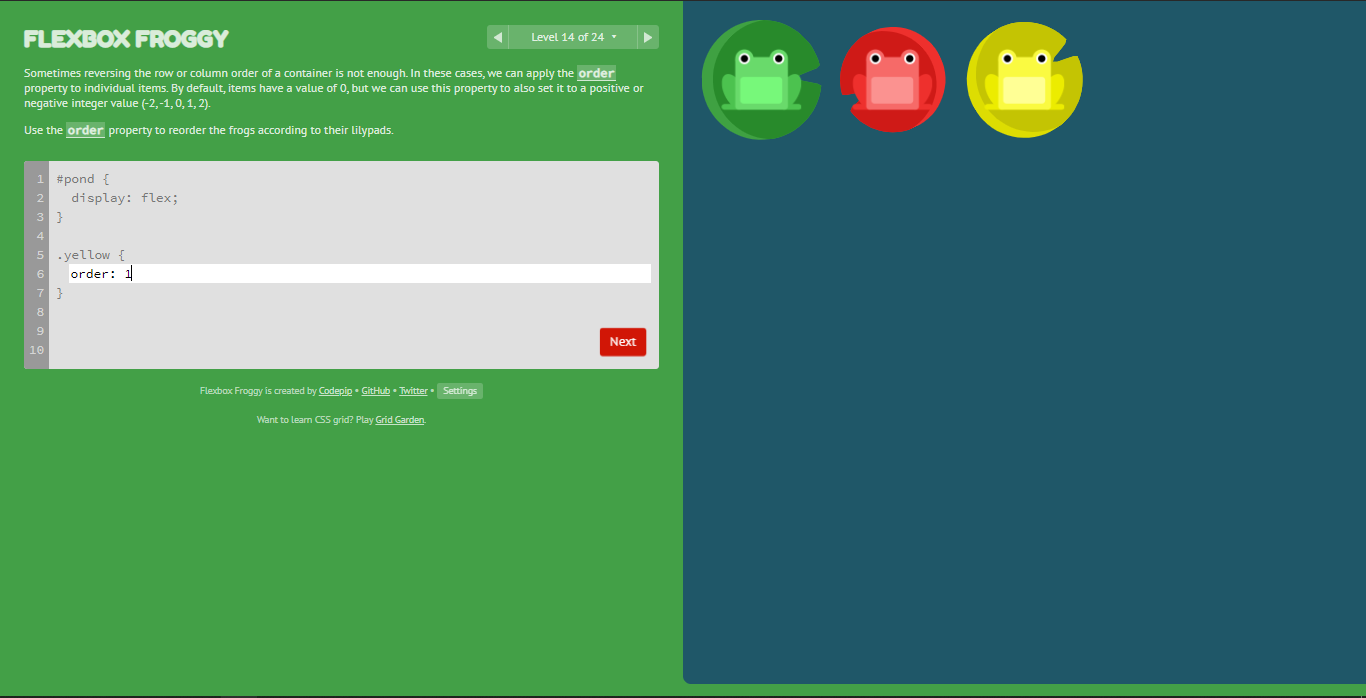 FLEXBOX FROGGY
◀ Level 14 of 24 ▾ ▶
Sometimes reversing the row or column order of a container is not enough. In these cases, we can apply the order
property to individual items. By default, items have a value of 0, but we can use this property to also set it to a positive or
negative integer value (-2, -1, 0, 1, 2).
Use the order property to reorder the frogs according to their lilypads.
1 #pond {
2 display: flex;
3 }
4
5 .yellow {
6 order: 1
7 }
8
9
10
Next
Flexbox Froggy is created by Codepip • GitHub • Twitter • Settings
Want to learn CSS grid? Play Grid Garden.